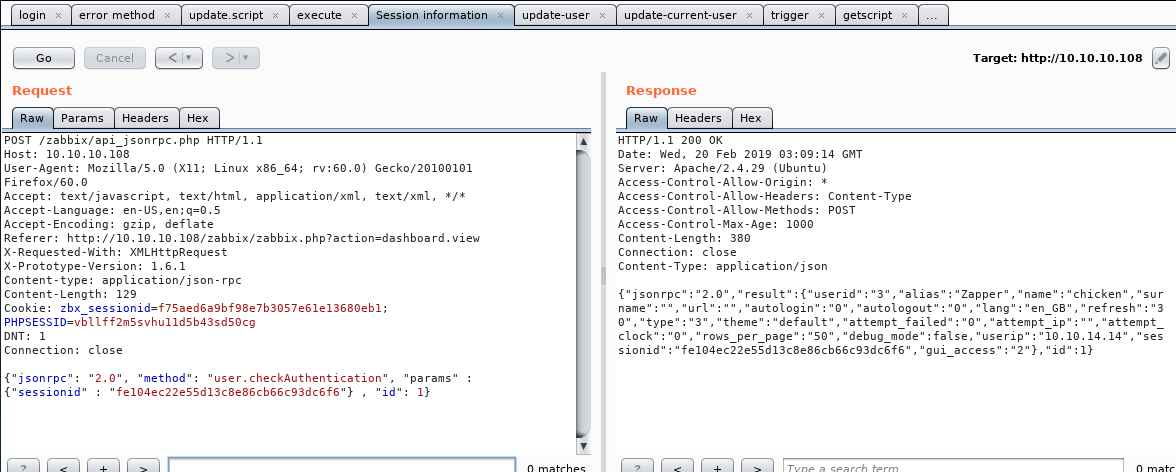 login × error method × update.script × execute × Session information × update-user × update-current-user × trigger × getscript × ...
Go Cancel < > Target: http://10.10.10.108
Request
Raw Params Headers Hex
POST /zabbix/api_jsonrpc.php HTTP/1.1
Host: 10.10.10.108
User-Agent: Mozilla/5.0 (X11; Linux x86_64; rv:60.0) Gecko/20100101
Firefox/60.0
Accept: text/javascript, text/html, application/xml, text/xml, */*
Accept-Language: en-US,en;q=0.5
Accept-Encoding: gzip, deflate
Referer: http://10.10.10.108/zabbix/zabbix.php?action=dashboard.view
X-Requested-With: XMLHttpRequest
X-Prototype-Version: 1.6.1
Content-type: application/json-rpc
Content-Length: 129
Cookie: zbx_sessionid=f75aed6a9bf98e7b3057e61e13680eb1;
PHPSESSID=vbllff2m5svhu11d5b43sd50cg
DNT: 1
Connection: close
{"jsonrpc": "2.0", "method": "user.checkAuthentication", "params" :
{"sessionid" : "fe104ec22e55d13c8e86cb66c93dc6f6"} , "id": 1}
? < + > 0 matches
Response
Raw Headers Hex
HTTP/1.1 200 OK
Date: Wed, 20 Feb 2019 03:09:14 GMT
Server: Apache/2.4.29 (Ubuntu)
Access-Control-Allow-Origin: *
Access-Control-Allow-Headers: Content-Type
Access-Control-Allow-Methods: POST
Access-Control-Max-Age: 1000
Content-Length: 380
Connection: close
Content-Type: application/json
{"jsonrpc":"2.0","result":{"userid":"3","alias":"Zapper","name":"chicken","sur
name":"","url":"","autologin":"0","autologout":"0","lang":"en_GB","refresh":"3
0","type":"3","theme":"default","attempt_failed":"0","attempt_ip":"","attempt_
clock":"0","rows_per_page":"50","debug_mode":false,"userip":"10.10.14.14","ses
sionid":"fe104ec22e55d13c8e86cb66c93dc6f6","gui_access":"2"},"id":1}
? < + > Type a search term 0 mat